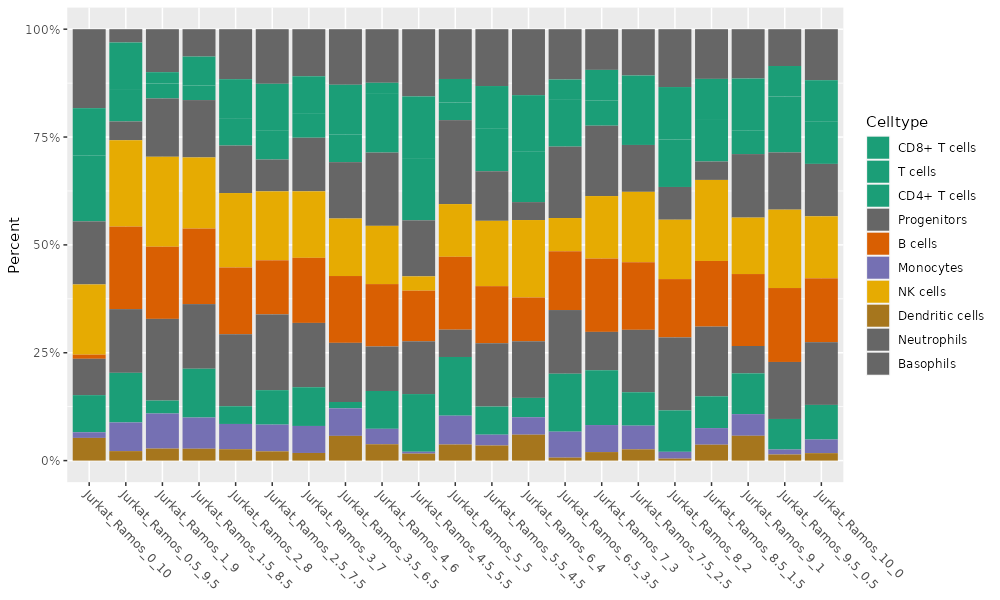 100%
75%
50%
25%
0%
Percent
Jurkat_Ramos_0_10
Jurkat_Ramos_0.5_9.5
Jurkat_Ramos_1_9
Jurkat_Ramos_1.5_8.5
Jurkat_Ramos_2_8
Jurkat_Ramos_2.5_7.5
Jurkat_Ramos_3_7
Jurkat_Ramos_3.5_6.5
Jurkat_Ramos_4_6
Jurkat_Ramos_4.5_5.5
Jurkat_Ramos_5_5
Jurkat_Ramos_5.5_4.5
Jurkat_Ramos_6_4
Jurkat_Ramos_6.5_3.5
Jurkat_Ramos_7_3
Jurkat_Ramos_7.5_2.5
Jurkat_Ramos_8_2
Jurkat_Ramos_8.5_1.5
Jurkat_Ramos_9_1
Jurkat_Ramos_9.5_0.5
Jurkat_Ramos_10_0
Celltype
CD8+ T cells
T cells
CD4+ T cells
Progenitors
B cells
Monocytes
NK cells
Dendritic cells
Neutrophils
Basophils